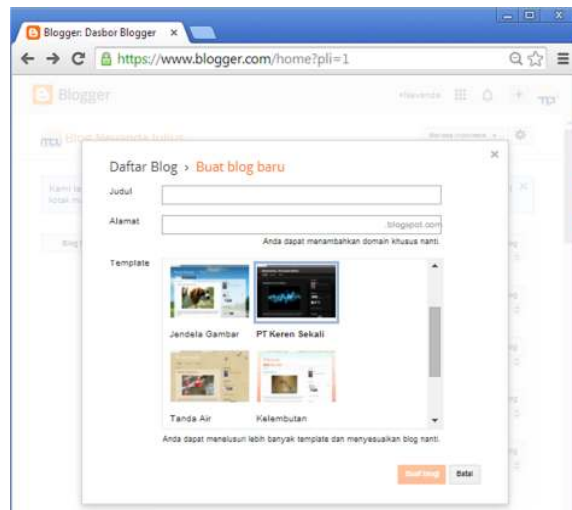 Blogger: Dasbor Blogger
https://www.blogger.com/home?pli=1
Blogger
Daftar Blog › Buat blog baru
Judul
Alamat
.blogspot.com
Anda dapat menambahkan domain khusus nanti.
Template
Jendela Gambar PT Keren Sekali
Tanda Air Kelembutan
Anda dapat menelusuri lebih banyak template dan menyesuaikan blog nanti.
Buat blog! Batal